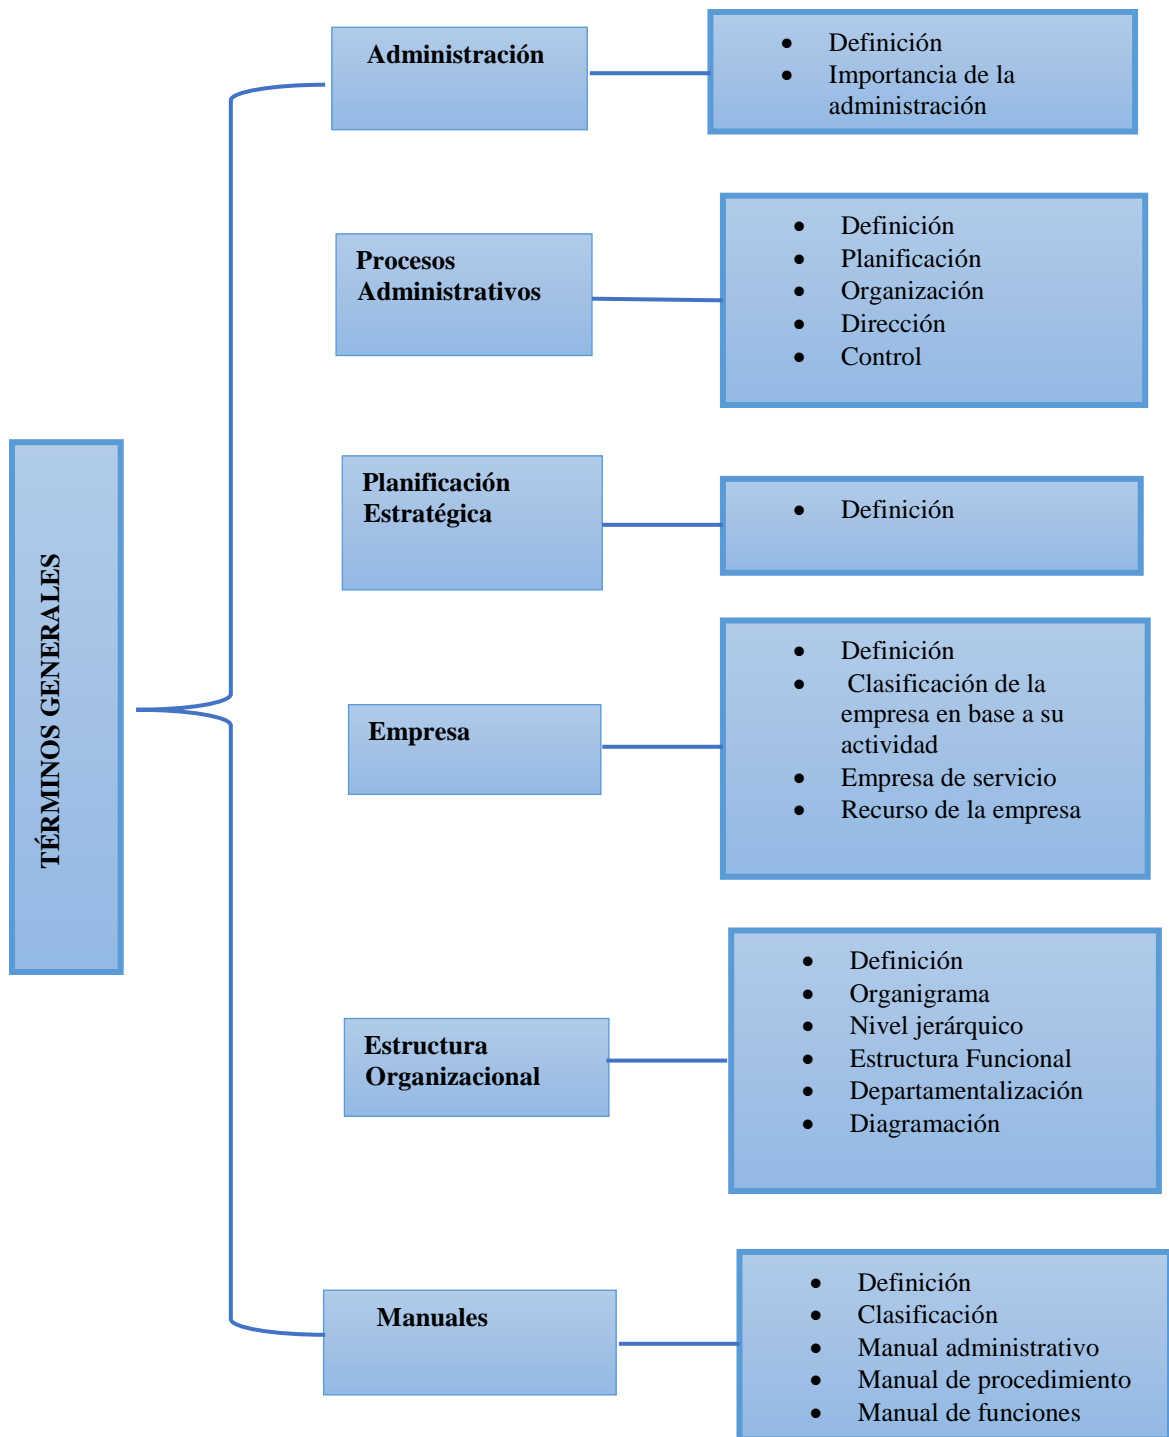 TÉRMINOS GENERALES
Administración
• Definición
• Importancia de la
administración
Procesos
Administrativos
• Definición
• Planificación
• Organización
• Dirección
• Control
Planificación
Estratégica
• Definición
Empresa
• Definición
• Clasificación de la
empresa en base a su
actividad
• Empresa de servicio
• Recurso de la empresa
Estructura
Organizacional
• Definición
• Organigrama
• Nivel jerárquico
• Estructura Funcional
• Departamentalización
• Diagramación
Manuales
• Definición
• Clasificación
• Manual administrativo
• Manual de procedimiento
• Manual de funciones